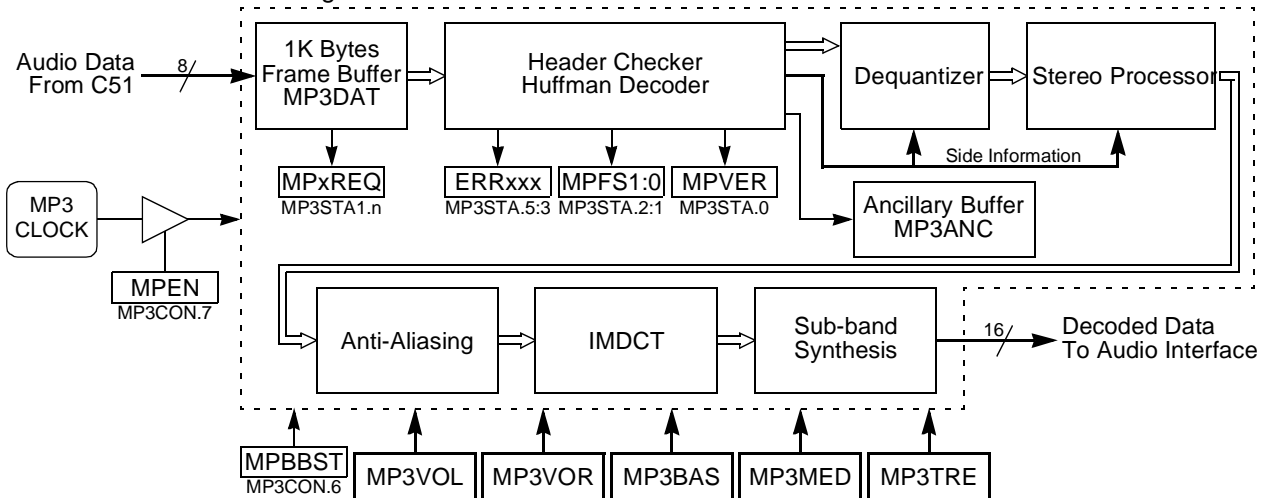 Audio Data
From C51
8
1K Bytes
Frame Buffer
MP3DAT
Header Checker
Huffman Decoder
Dequantizer
Stereo Processor
Side Information
MPxREQ
MP3STA1.n
ERRxxx
MP3STA.5:3
MPFS1:0
MP3STA.2:1
MPVER
MP3STA.0
Ancillary Buffer
MP3ANC
MP3
CLOCK
MPEN
MP3CON.7
Anti-Aliasing
IMDCT
Sub-band
Synthesis
16
Decoded Data
To Audio Interface
MPBBST
MP3CON.6
MP3VOL
MP3VOR
MP3BAS
MP3MED
MP3TRE